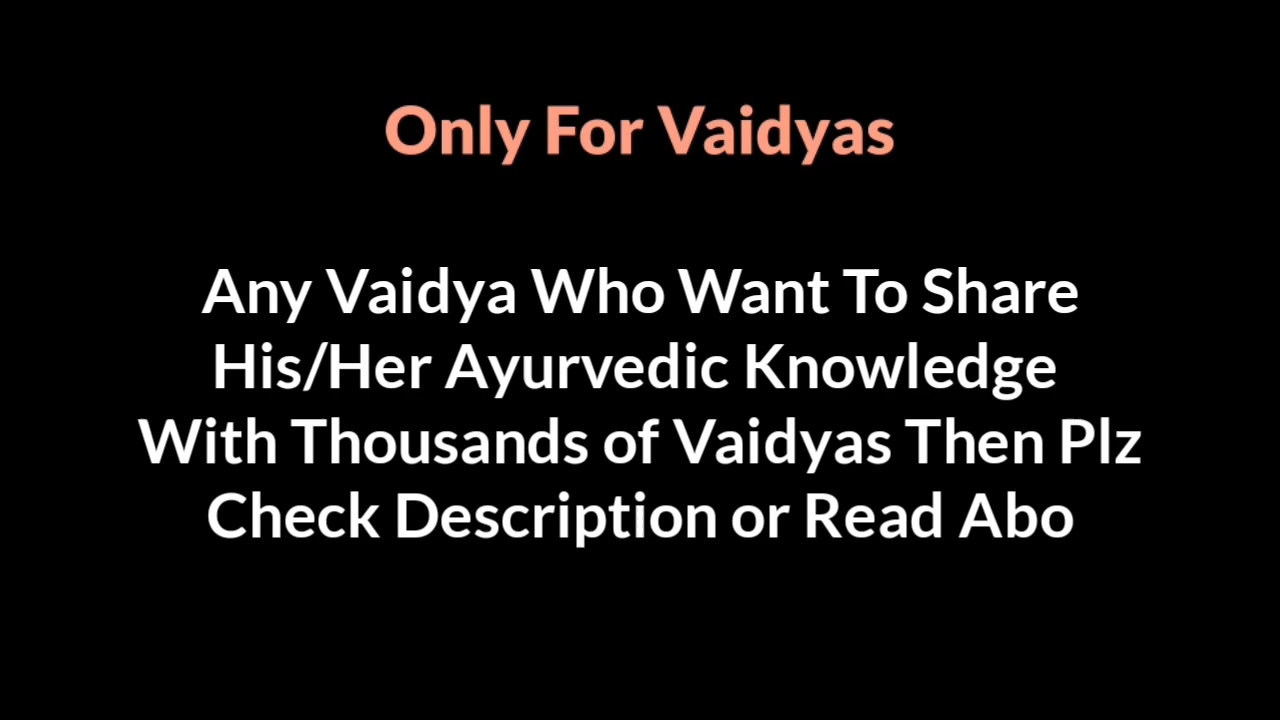 Only For Vaidyas
Any Vaidya Who Want To Share
His/Her Ayurvedic Knowledge
With Thousands of Vaidyas Then Plz
Check Description or Read Abo